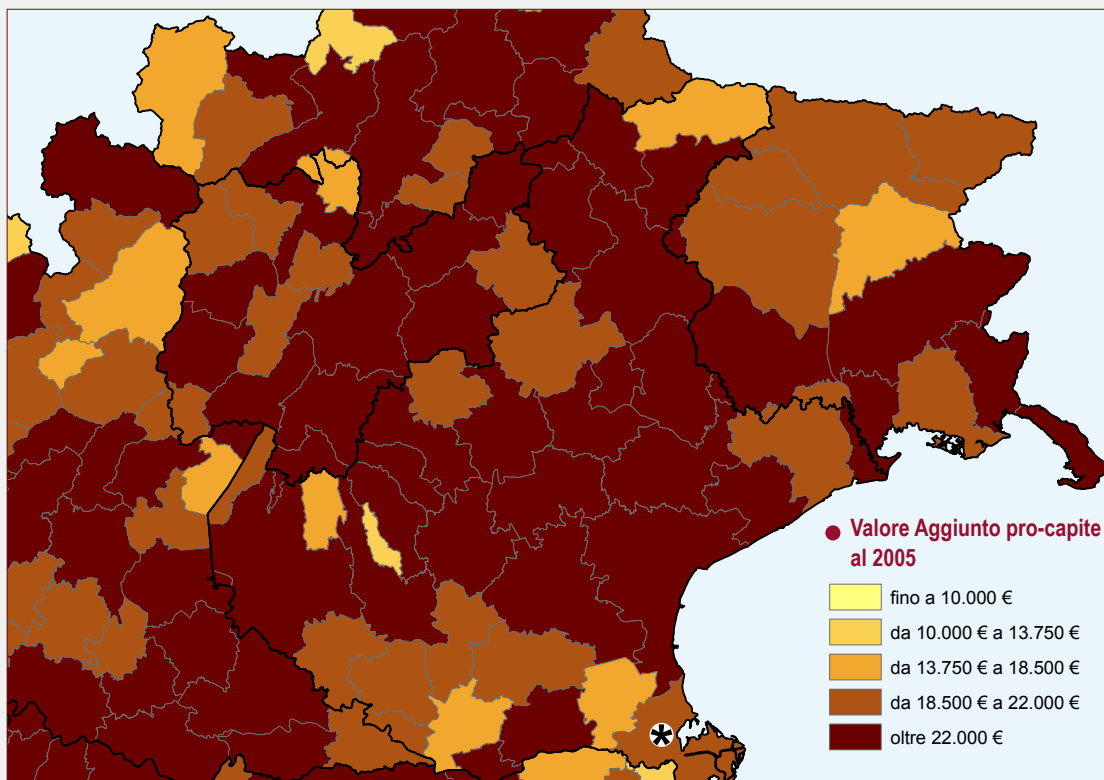 Valore Aggiunto pro-capite
al 2005
fino a 10.000 €
da 10.000 € a 13.750 €
da 13.750 € a 18.500 €
da 18.500 € a 22.000 €
oltre 22.000 €